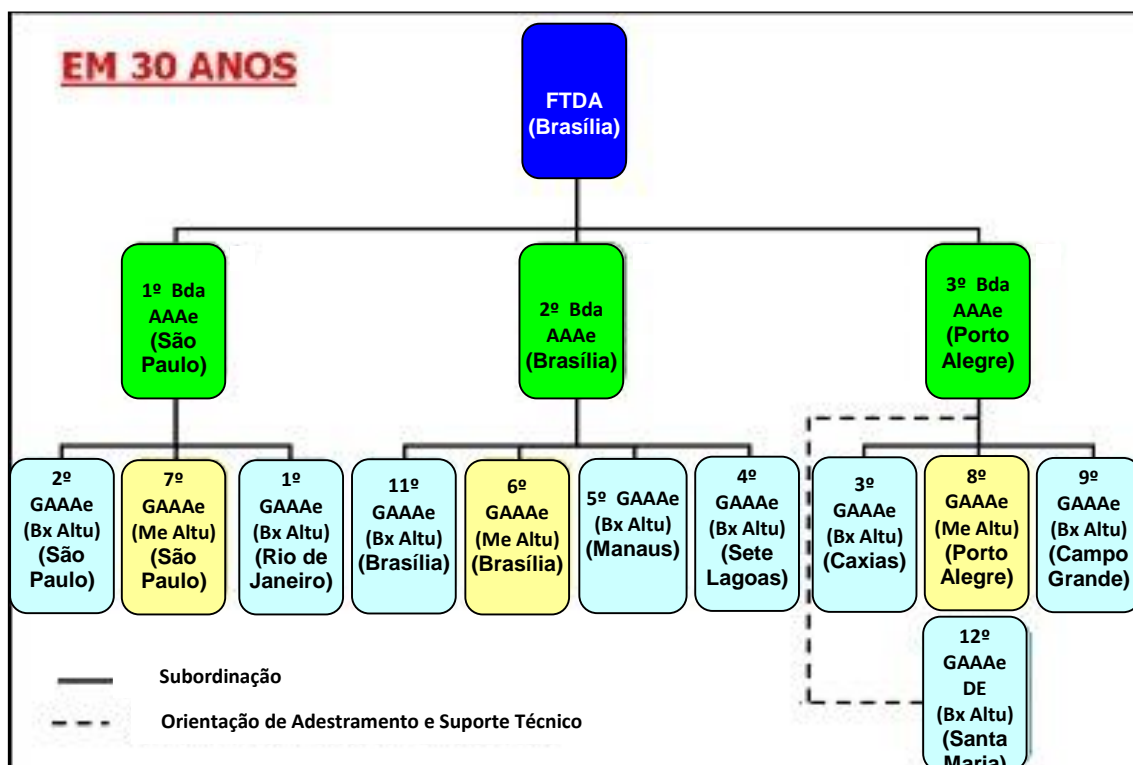 EM 30 ANOS
FTDA
(Brasília)
1º Bda
AAAe
(São
Paulo)
2º Bda
AAAe
(Brasília)
3º Bda
AAAe
(Porto
Alegre)
2º
GAAAe
(Bx Altu)
(São
Paulo)
7º
GAAAe
(Me Altu)
(São
Paulo)
1º
GAAAe
(Bx Altu)
(Rio de
Janeiro)
11º
GAAAe
(Bx Altu)
(Brasília)
6º
GAAAe
(Me Altu)
(Brasília)
5º GAAAe
(Bx Altu)
(Manaus)
4º
GAAAe
(Bx Altu)
(Sete
Lagoas)
3º
GAAAe
(Bx Altu)
(Caxias)
8º
GAAAe
(Me Altu)
(Porto
Alegre)
9º
GAAAe
(Bx Altu)
(Campo
Grande)
12º
GAAAe
DE
(Bx Altu)
(Santa
Maria)
Subordinação
Orientação de Adestramento e Suporte Técnico